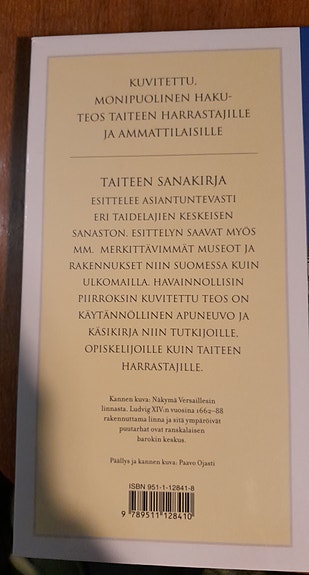 KUVITETTU,
MONIPUOLINEN HAKU-
TEOS TAITEEN HARRASTAJILLE
JA AMMATTILAISILLE
TAITEEN SANAKIRJA
ESITTELEE ASIANTUNTEVASTI
ERI TAIDELAJIEN KESKEISEN
SANASTON. ESITTELYN SAAVAT MYÖS
MM. MERKITTÄVIMMÄT MUSEOT JA
RAKENNUKSET NIIN SUOMESSA KUIN
ULKOMAILLA. HAVAINNOLLISIN
PIIRROKSIN KUVITETTU TEOS ON
KÄYTÄNNÖLLINEN APUNEUVO JA
KÄSIKIRJA NIIN TUTKIJOILLE,
OPISKELIJOILLE KUIN TAITEEN
HARRASTAJILLE.
Kannen kuva: Näkymä Versaillesin
linnasta. Ludvig XIV:n vuosina 1662–88
rakennuttama linna ja sitä ympäröivät
puutarhat ovat ranskalaisen
barokin keskus.
Päällys ja kannen kuva: Paavo Ojasti
ISBN 951-1-12841-8
9 789511 128410